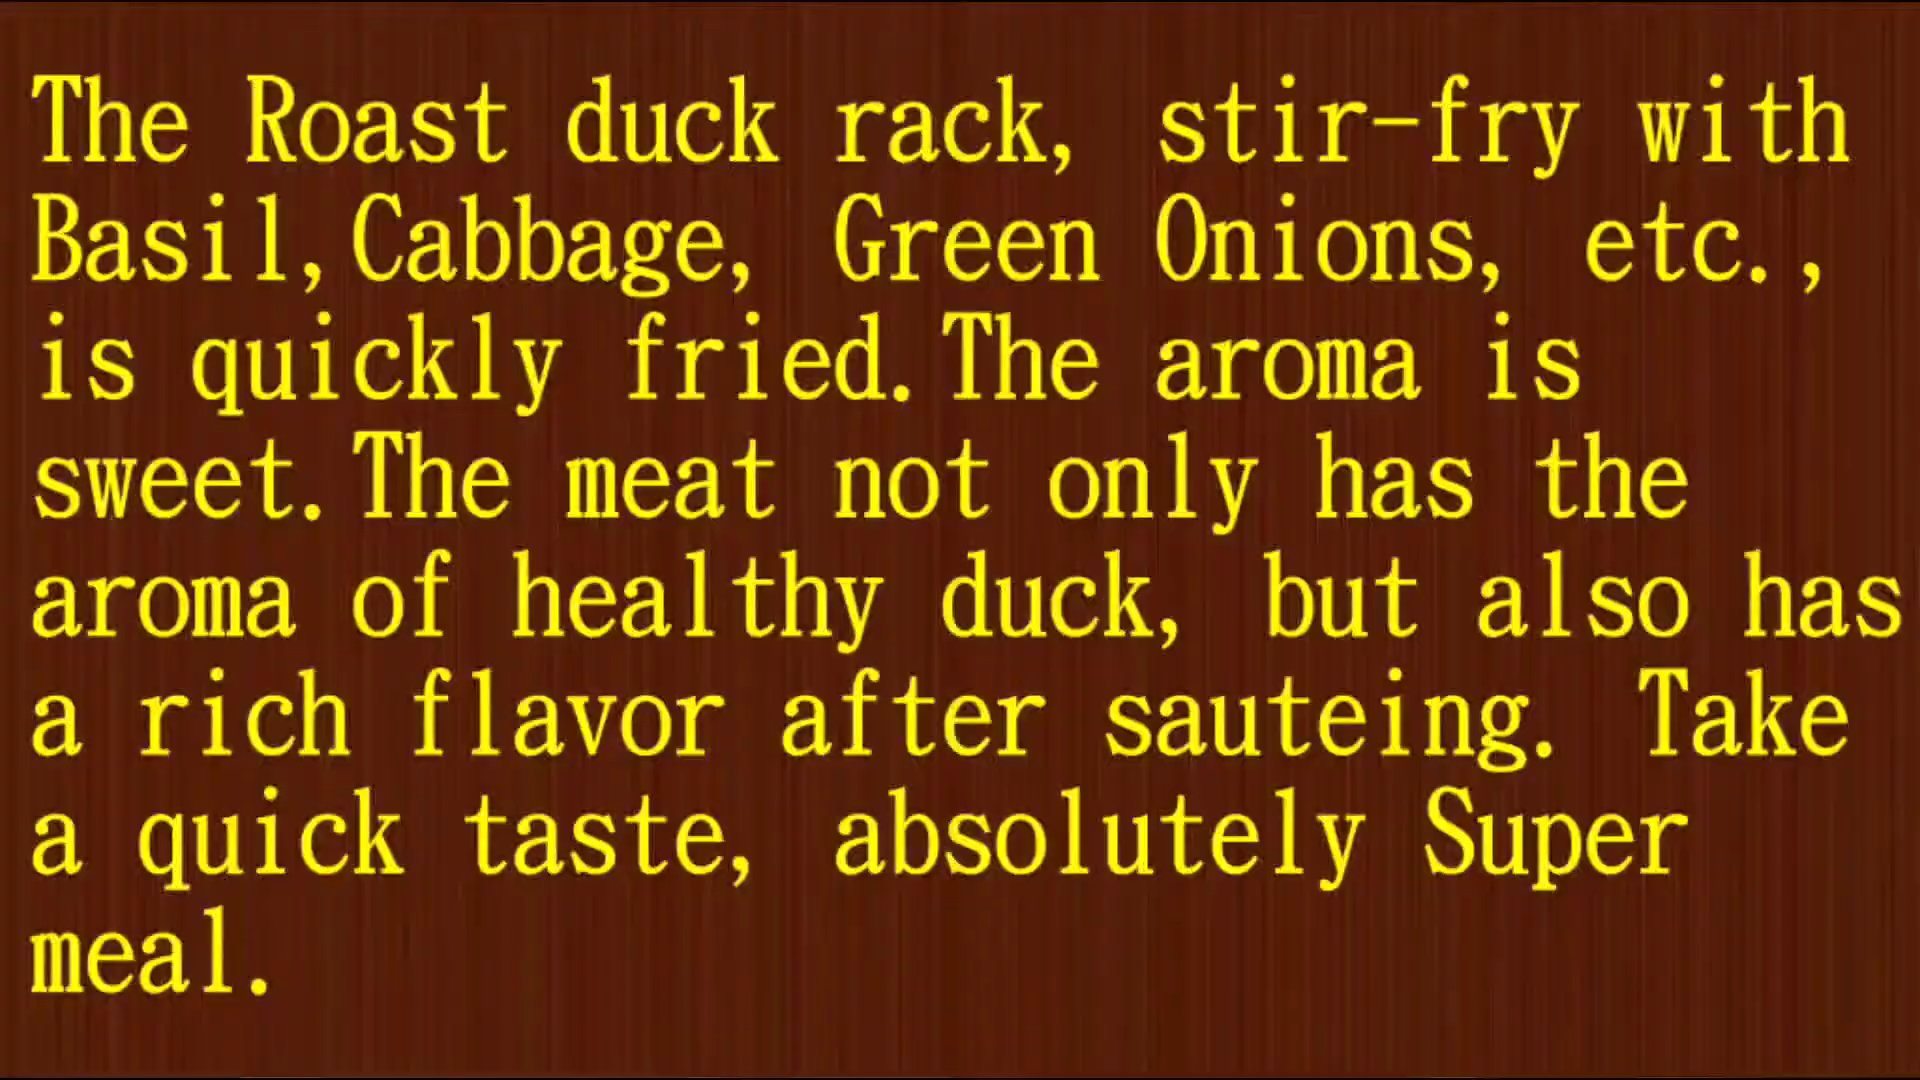 The Roast duck rack, stir-fry with
Basil,Cabbage, Green Onions, etc.,
is quickly fried.The aroma is
sweet.The meat not only has the
aroma of healthy duck, but also has
a rich flavor after sauteing. Take
a quick taste, absolutely Super
meal.